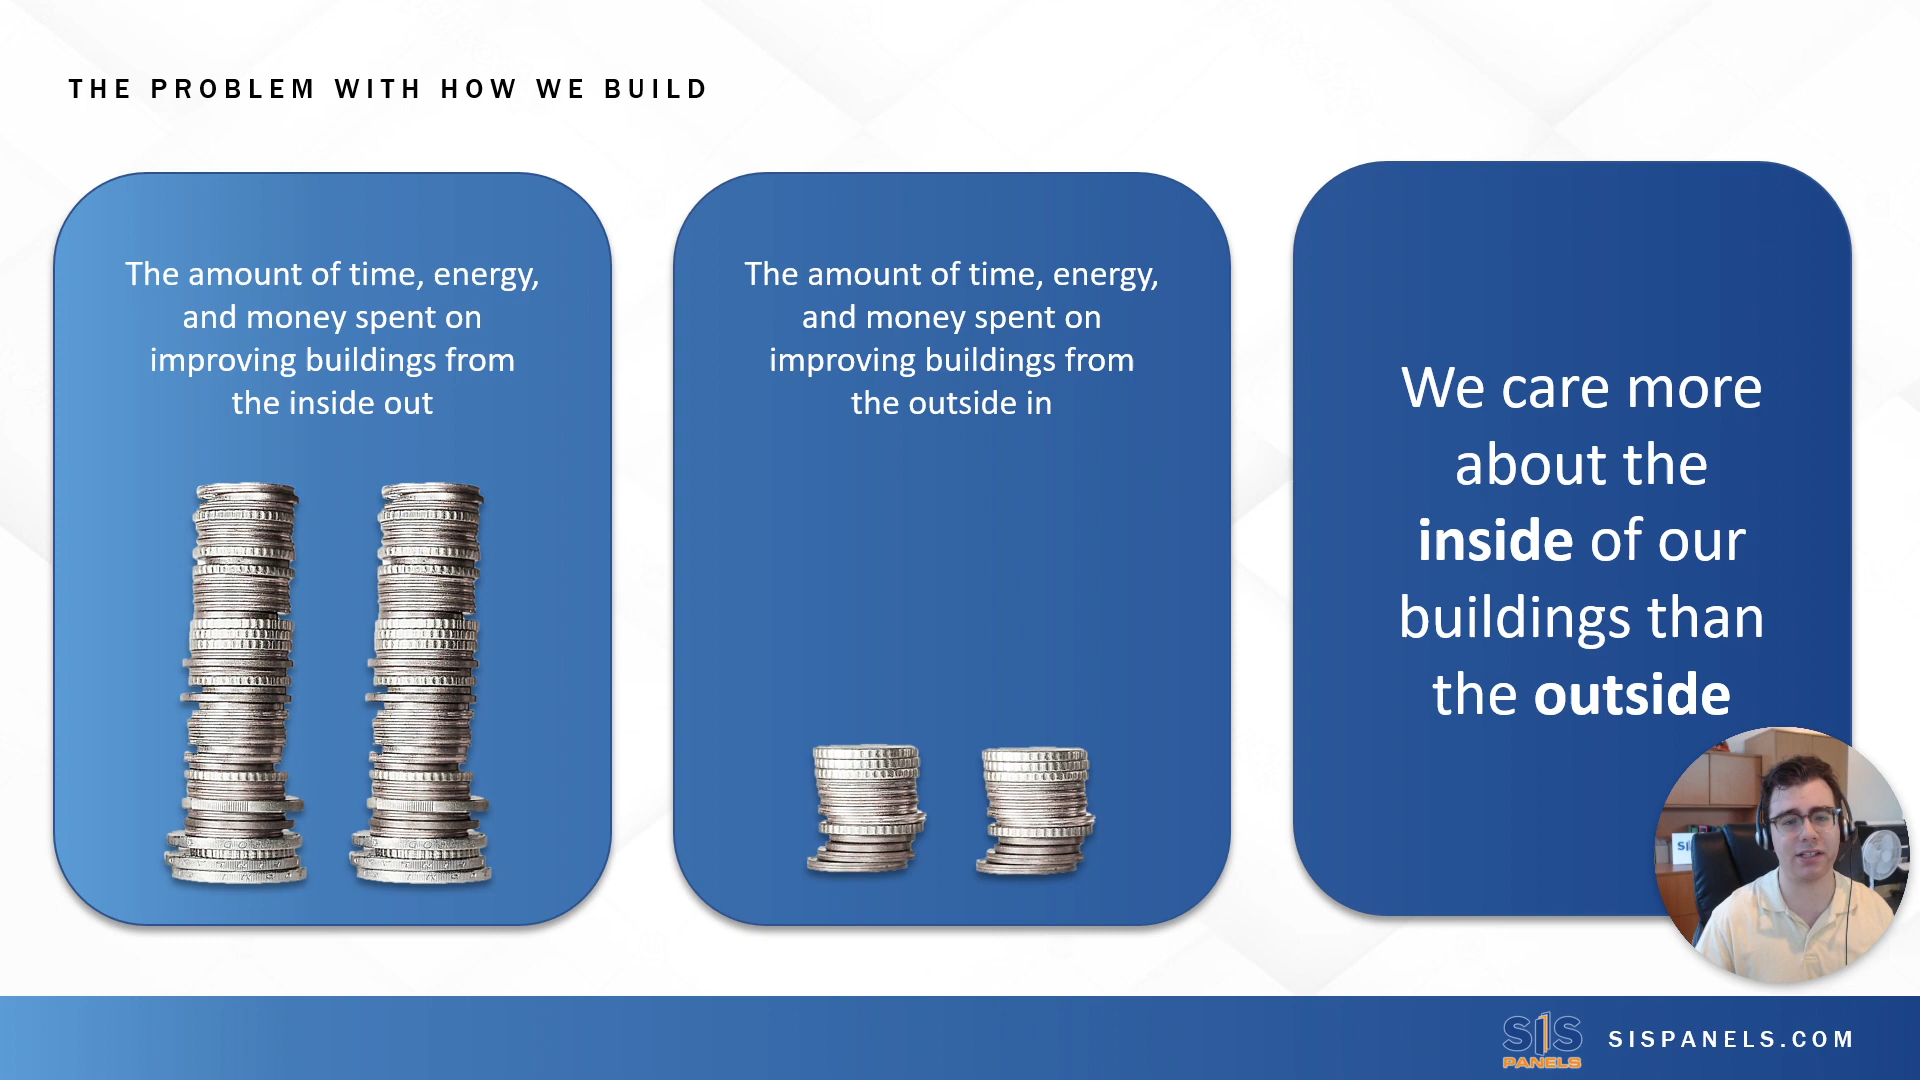 THE PROBLEM WITH HOW WE BUILD
The amount of time, energy,
and money spent on
improving buildings from
the inside out
The amount of time, energy,
and money spent on
improving buildings from
the outside in
We care more
about the
inside of our
buildings than
the outside
SIS
PANELS
SISPANELS.COM